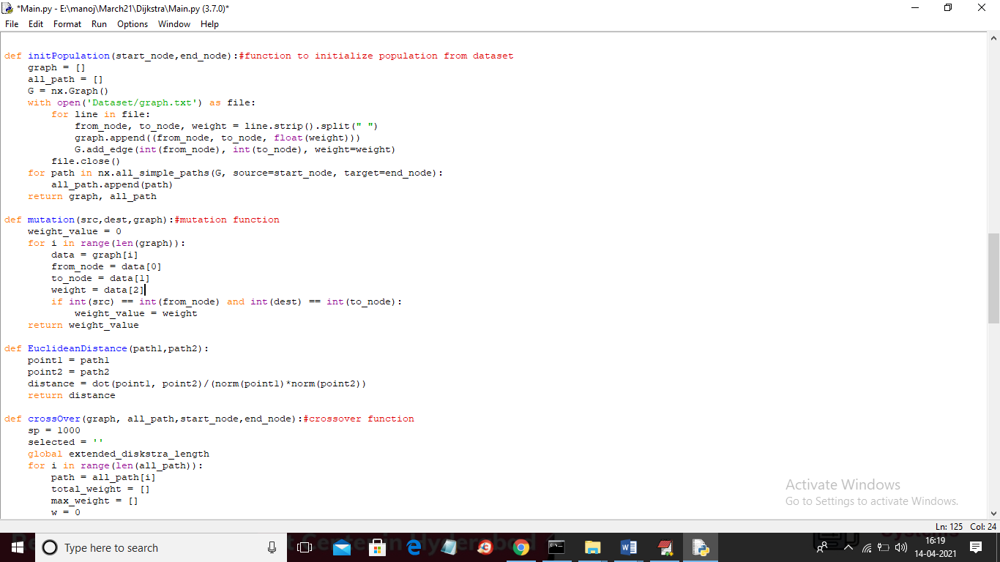 *Main.py - E:\manoj\March21\Dijkstra\Main.py (3.7.0)*
File Edit Format Run Options Window Help
def initPopulation(start_node,end_node):#function to initialize population from dataset
    graph = []
    all_path = []
    G = nx.Graph()
    with open('Dataset/graph.txt') as file:
        for line in file:
            from_node, to_node, weight = line.strip().split(" ")
            graph.append((from_node, to_node, float(weight)))
            G.add_edge(int(from_node), int(to_node), weight=weight)
        file.close()
    for path in nx.all_simple_paths(G, source=start_node, target=end_node):
        all_path.append(path)
    return graph, all_path
def mutation(src,dest,graph):#mutation function
    weight_value = 0
    for i in range(len(graph)):
        data = graph[i]
        from_node = data[0]
        to_node = data[1]
        weight = data[2]
        if int(src) == int(from_node) and int(dest) == int(to_node):
            weight_value = weight
    return weight_value
def EuclideanDistance(path1,path2):
    point1 = path1
    point2 = path2
    distance = dot(point1, point2)/(norm(point1)*norm(point2))
    return distance
def crossOver(graph, all_path,start_node,end_node):#crossover function
    sp = 1000
    selected = ''
    global extended_diskstra_length
    for i in range(len(all_path)):
        path = all_path[i]
        total_weight = []
        max_weight = []
        w = 0
Activate Windows
Go to Settings to activate Windows.
Ln: 125 Col: 24
Type here to search
16:19
14-04-2021